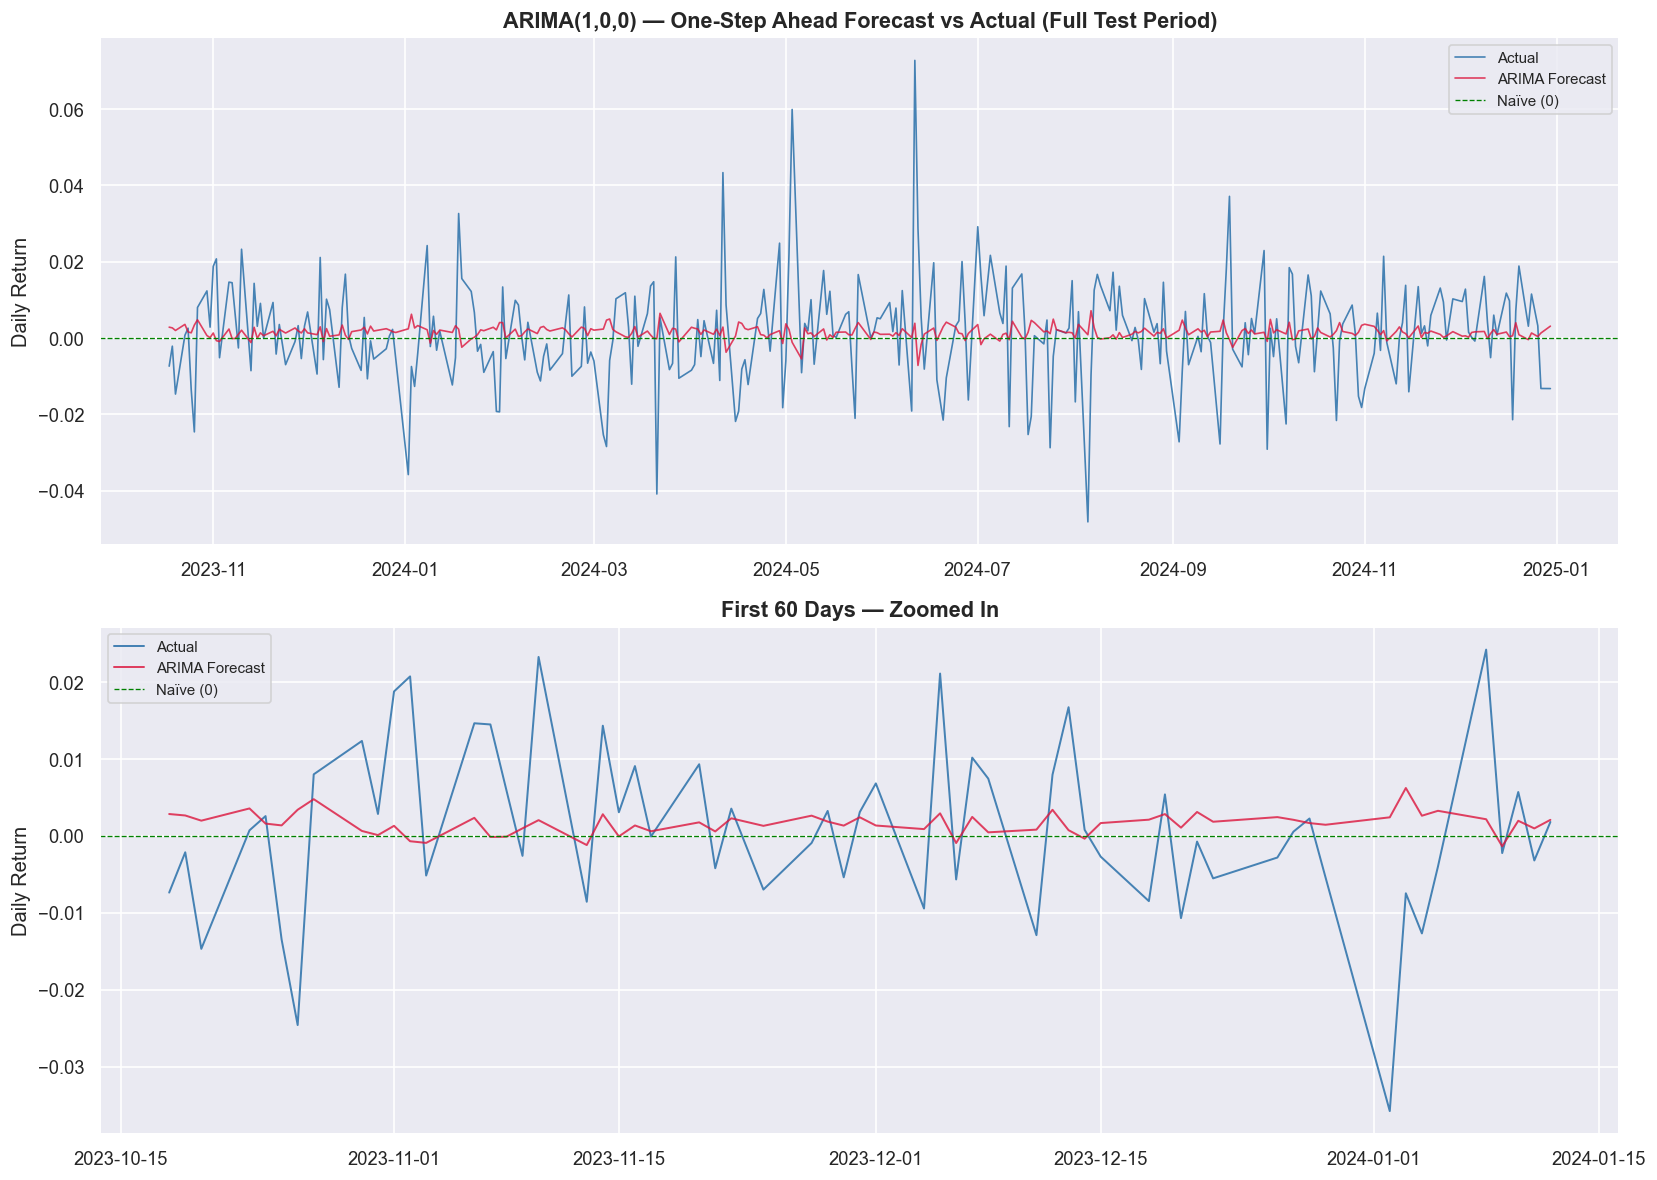 ARIMA(1,0,0) — One-Step Ahead Forecast vs Actual (Full Test Period)
Actual
ARIMA Forecast
Naïve (0)
Daily Return
0.06
0.04
0.02
0.00
−0.02
−0.04
2023-11
2024-01
2024-03
2024-05
2024-07
2024-09
2024-11
2025-01
First 60 Days — Zoomed In
Actual
ARIMA Forecast
Naïve (0)
Daily Return
0.02
0.01
0.00
−0.01
−0.02
−0.03
2023-10-15
2023-11-01
2023-11-15
2023-12-01
2023-12-15
2024-01-01
2024-01-15